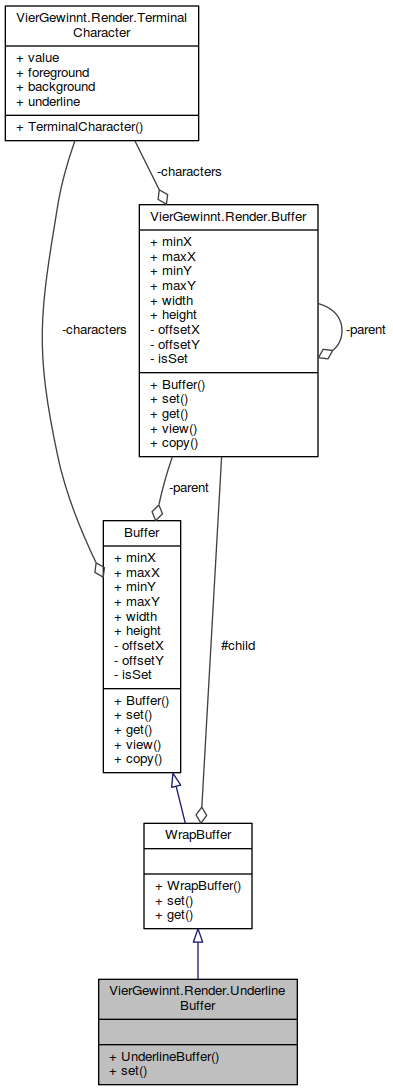 VierGewinnt.Render.Terminal
Character
+ value
+ foreground
+ background
+ underline
+ TerminalCharacter()
-characters
VierGewinnt.Render.Buffer
+ minX
+ maxX
+ minY
+ maxY
+ width
+ height
- offsetX
- offsetY
- isSet
+ Buffer()
+ set()
+ get()
+ view()
+ copy()
-parent
-characters
-parent
Buffer
+ minX
+ maxX
+ minY
+ maxY
+ width
+ height
- offsetX
- offsetY
- isSet
+ Buffer()
+ set()
+ get()
+ view()
+ copy()
#child
WrapBuffer
+ WrapBuffer()
+ set()
+ get()
VierGewinnt.Render.Underline
Buffer
+ UnderlineBuffer()
+ set()